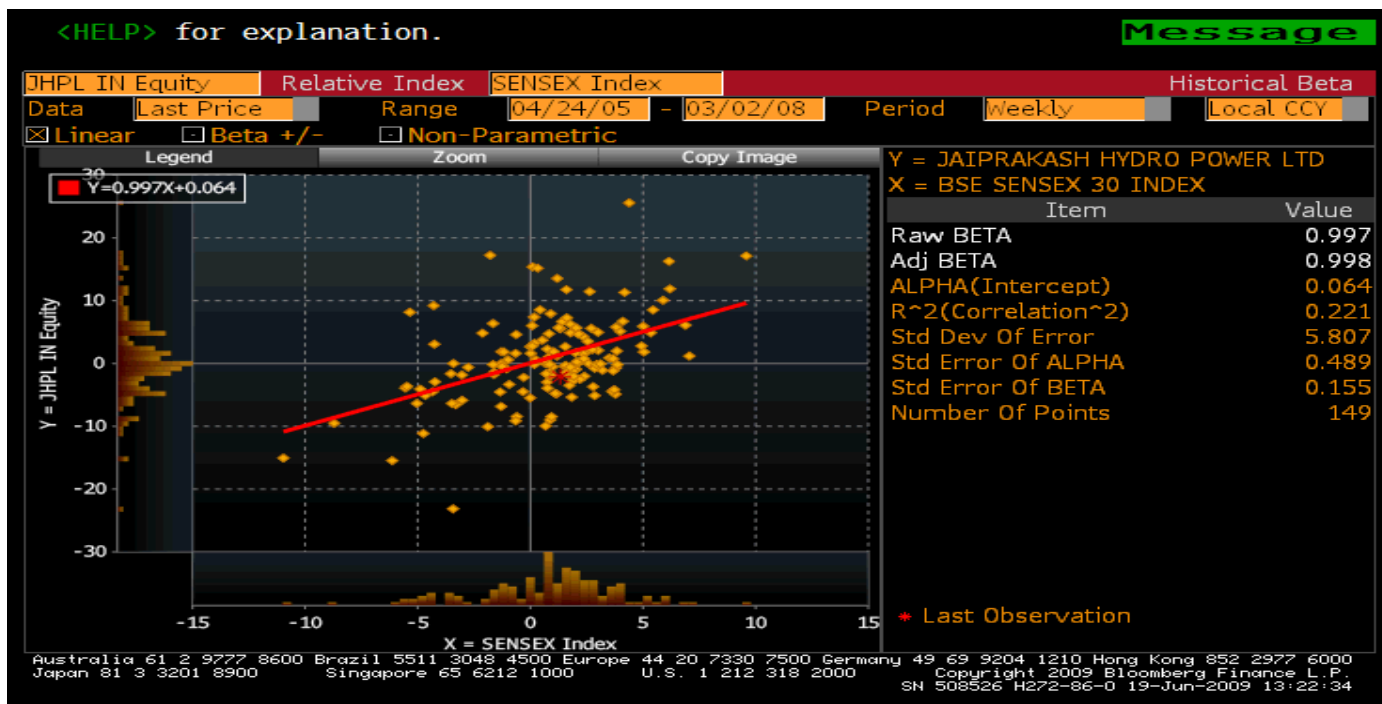 <HELP> for explanation.
Message
JHPL IN Equity Relative Index SENSEX Index Historical Beta
Data Last Price Range 04/24/05 - 03/02/08 Period Weekly Local CCY
Linear Beta +/- Non-Parametric
Legend Zoom Copy Image
Y=0.997X+0.064
30
20
10
0
-10
-20
-30
Y = JHPL IN Equity
-15 -10 -5 0 5 10 15
X = SENSEX Index
Y = JAIPRAKASH HYDRO POWER LTD
X = BSE SENSEX 30 INDEX
Item Value
Raw BETA 0.997
Adj BETA 0.998
ALPHA(Intercept) 0.064
R^2(Correlation^2) 0.221
Std Dev Of Error 5.807
Std Error Of ALPHA 0.489
Std Error Of BETA 0.155
Number Of Points 149
* Last Observation
Australia 61 2 9777 8600 Brazil 5511 3048 4500 Europe 44 20 7330 7500 Germany 49 69 9204 1210 Hong Kong 852 2977 6000
Japan 81 3 3201 8900 Singapore 65 6212 1000 U.S. 1 212 318 2000 Copyright 2009 Bloomberg Finance L.P.
SN 508526 H272-86-0 19-Jun-2009 13:22:34